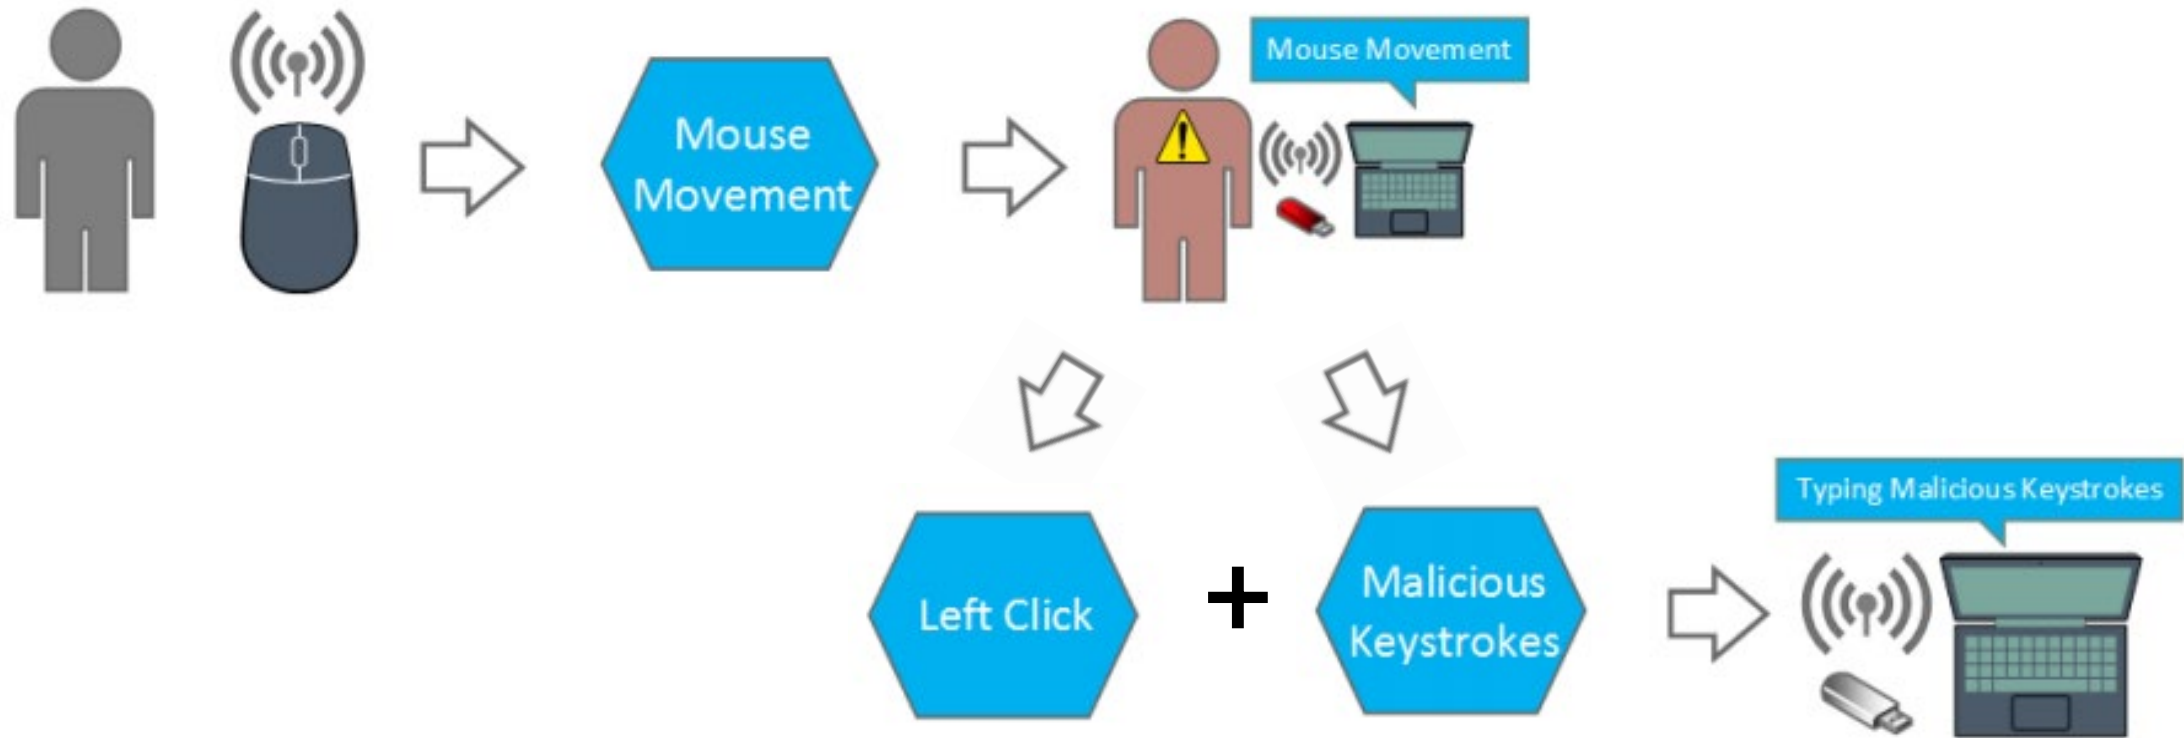 Mouse Movement
Mouse
Movement
Left Click
+
Malicious
Keystrokes
Typing Malicious Keystrokes